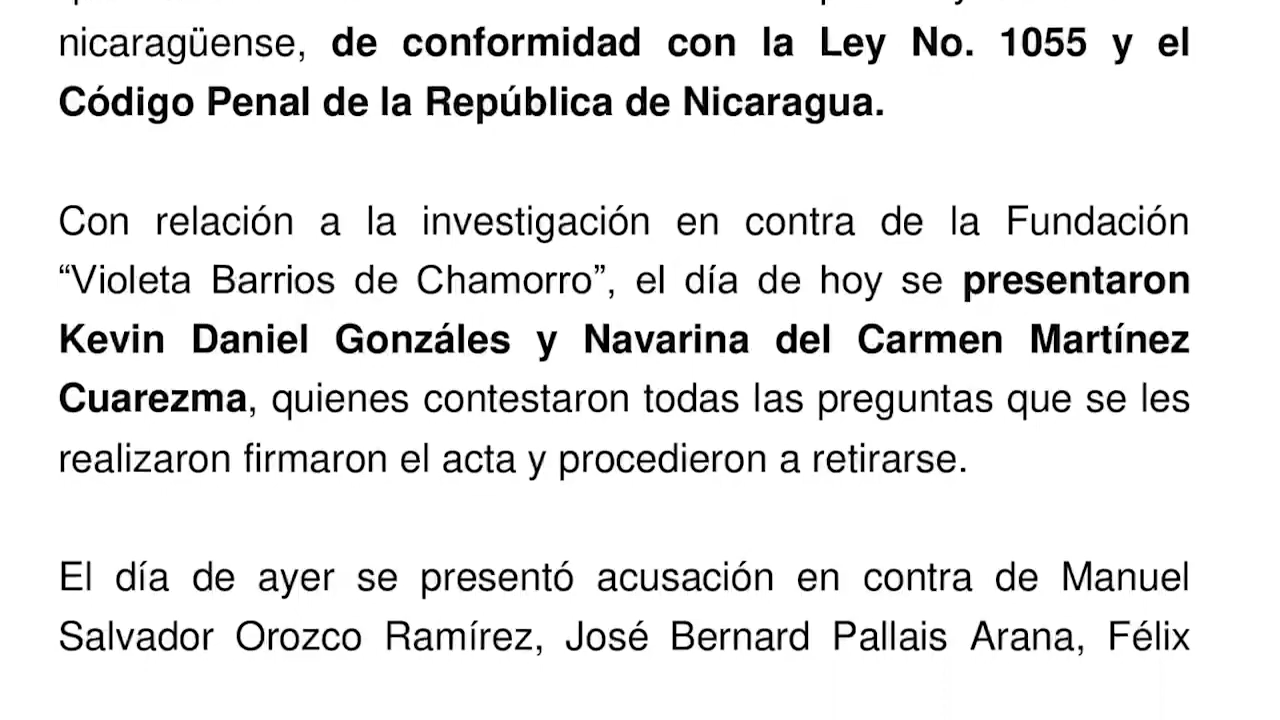 nicaragüense, de conformidad con la Ley No. 1055 y el
Código Penal de la República de Nicaragua.
Con relación a la investigación en contra de la Fundación
“Violeta Barrios de Chamorro”, el día de hoy se presentaron
Kevin Daniel Gonzáles y Navarina del Carmen Martínez
Cuarezma, quienes contestaron todas las preguntas que se les
realizaron firmaron el acta y procedieron a retirarse.
El día de ayer se presentó acusación en contra de Manuel
Salvador Orozco Ramírez, José Bernard Pallais Arana, Félix